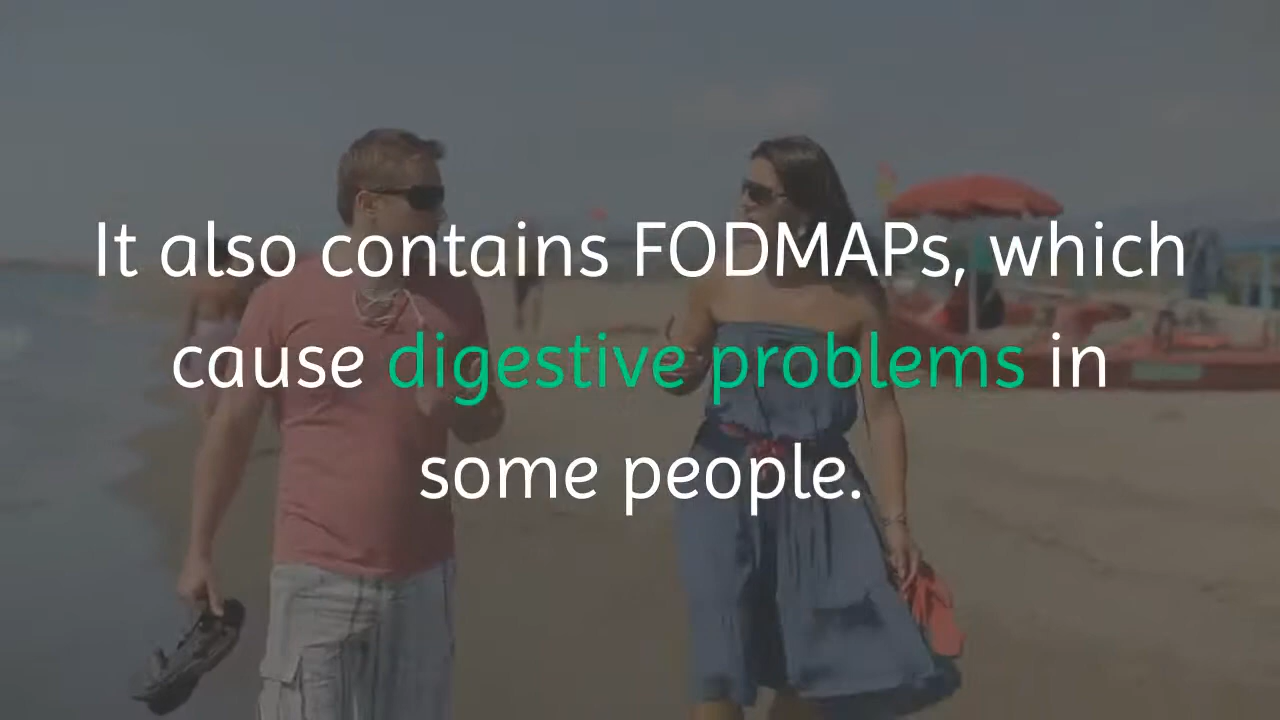 It also contains FODMAPs, which
cause digestive problems in
some people.